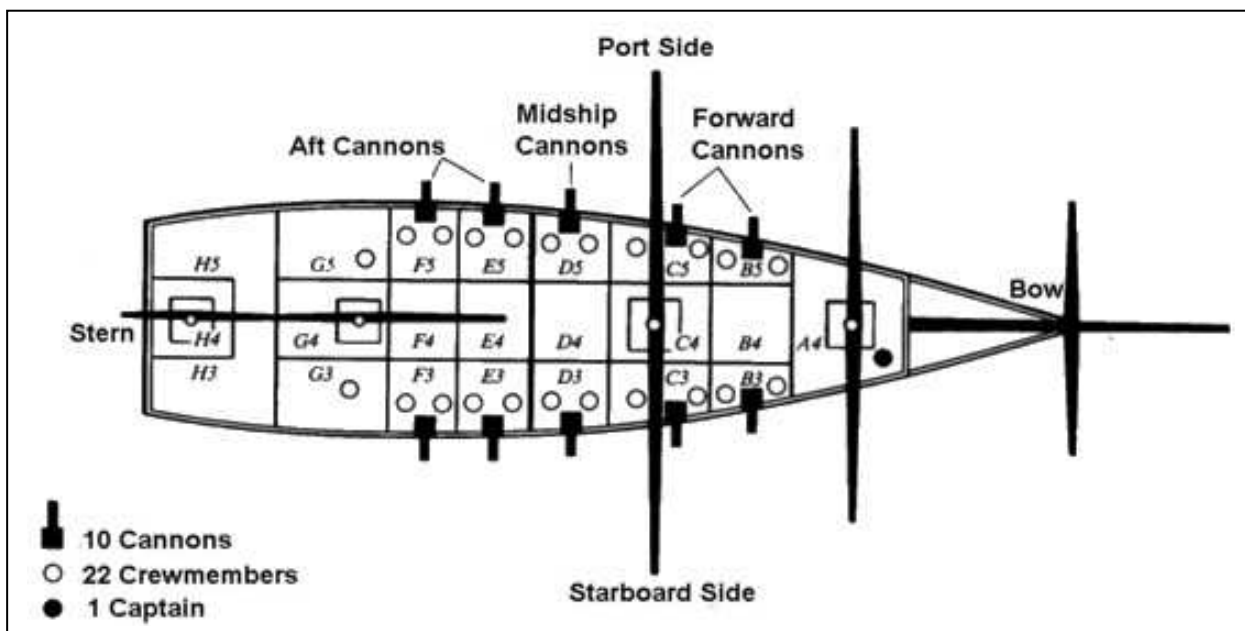 Port Side
Midship
Cannons
Forward
Cannons
Aft Cannons
H5
G5
F5
E5
D5
C5
B5
Bow
Stern
H4
G4
F4
E4
D4
C4
B4
A4
H3
G3
F3
E3
D3
C3
B3
10 Cannons
22 Crewmembers
1 Captain
Starboard Side